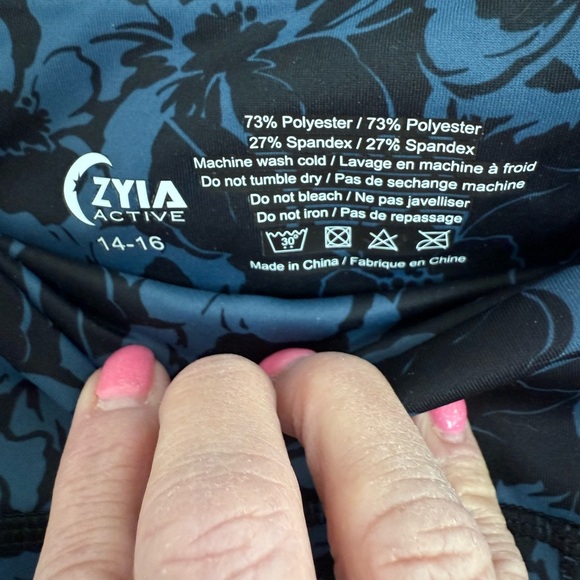 73% Polyester / 73% Polyester
27% Spandex / 27% Spandex
Machine wash cold / Lavage en machine à froid
Do not tumble dry / Pas de sechange machine
Do not bleach / Ne pas javelliser
Do not iron / Pas de repassage
30°
Made in China / Fabrique en Chine
ZYIA
ACTIVE
14-16